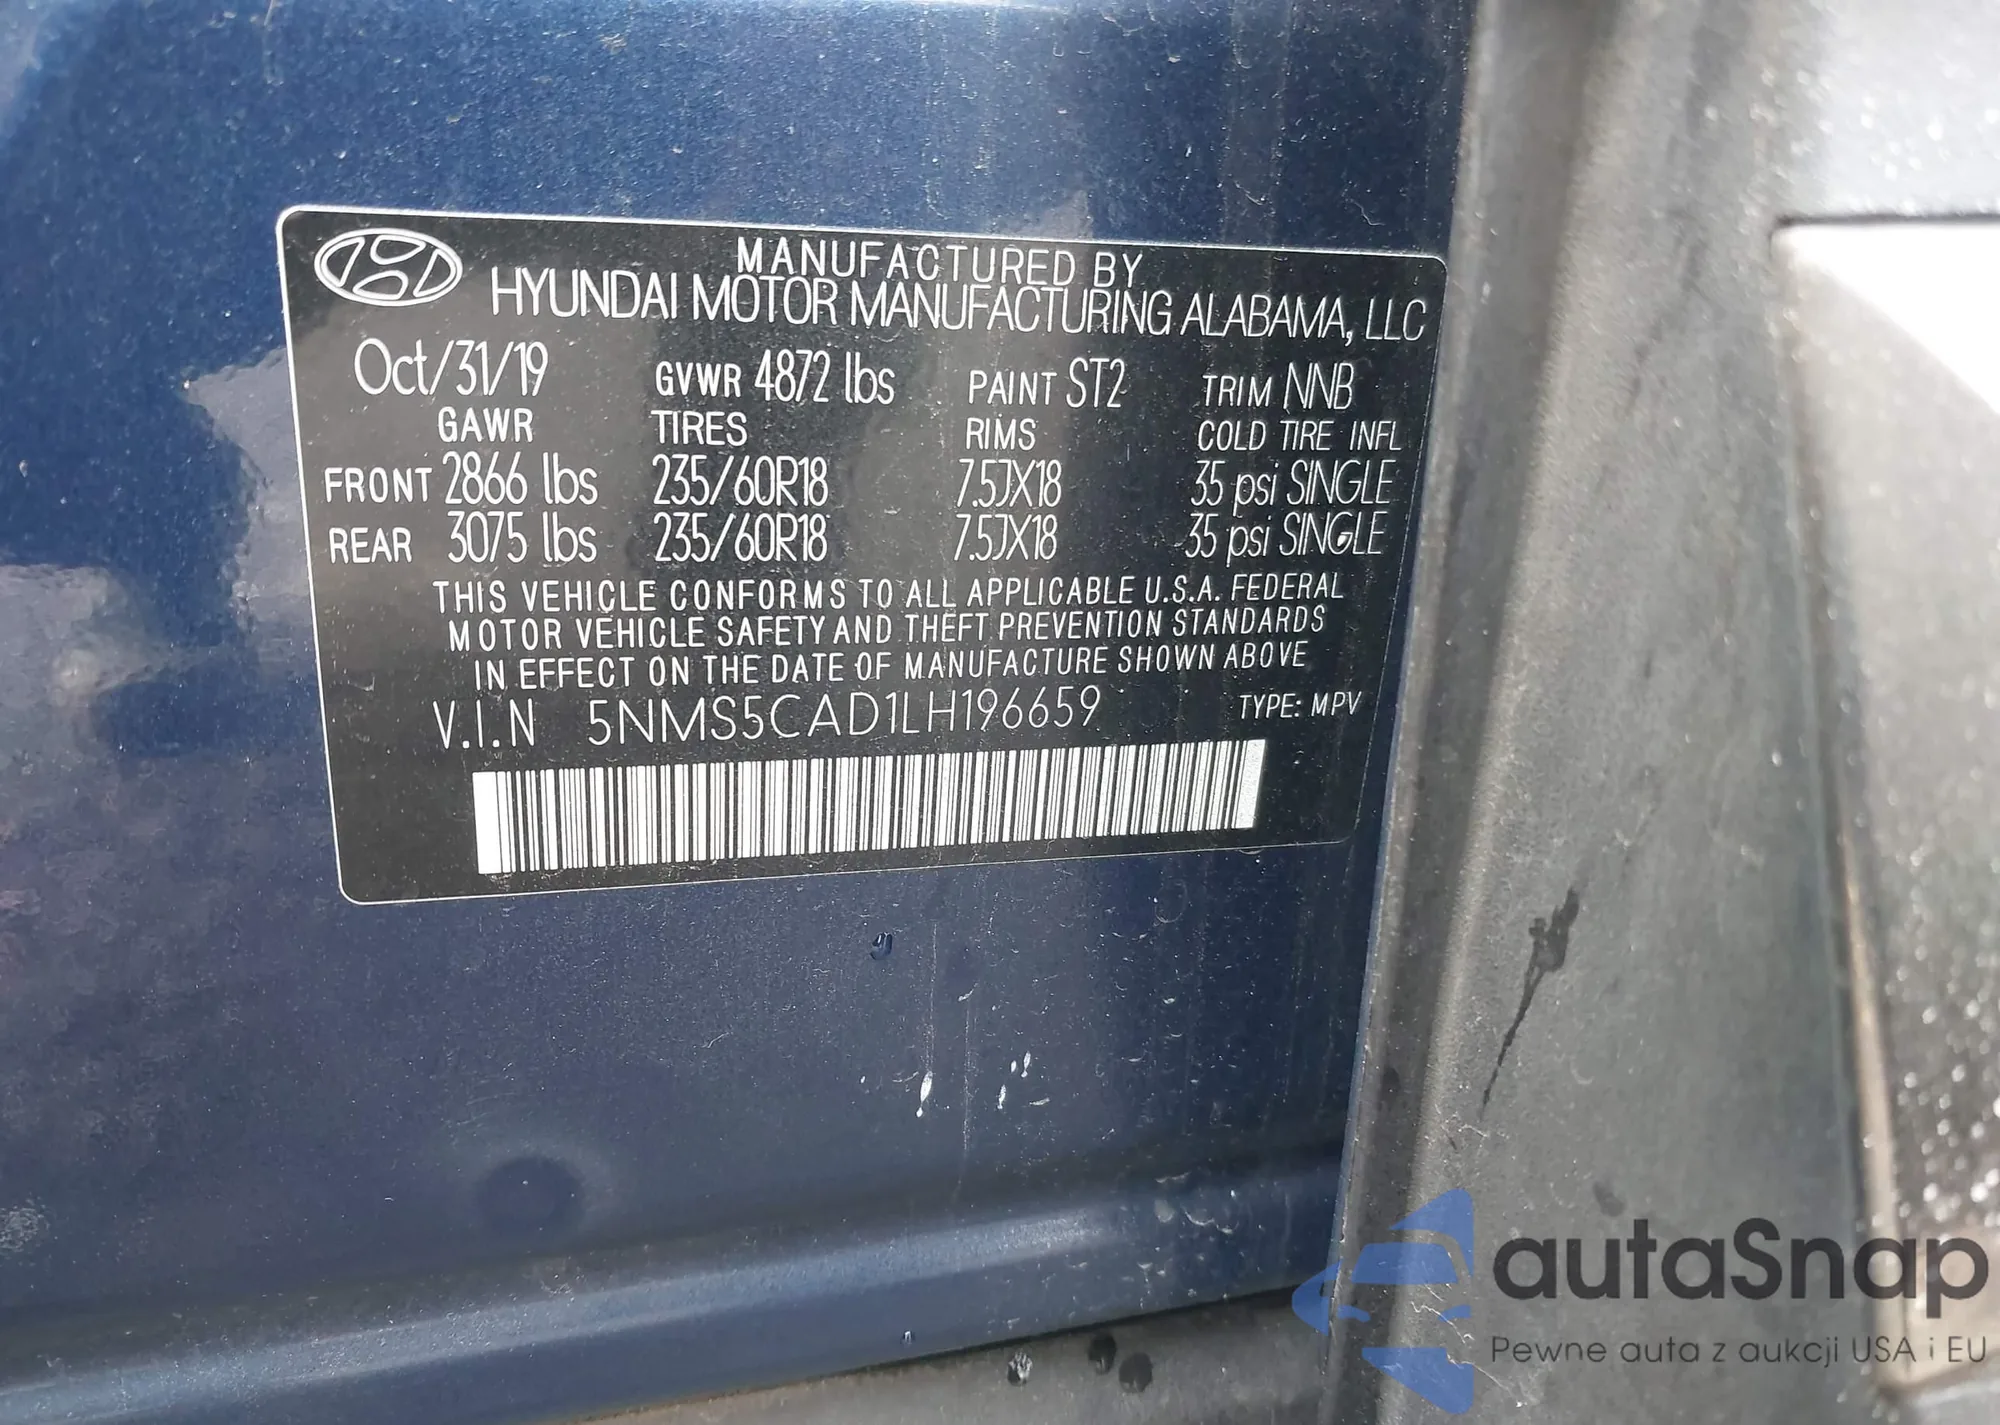 MANUFACTURED BY
HYUNDAI MOTOR MANUFACTURING ALABAMA, LLC
Oct/31/19 GVWR 4872 lbs PAINT ST2 TRIM NNB
GAWR TIRES RIMS COLD TIRE INFL
FRONT 2866 lbs 235/60R18 7.5JX18 35 psi SINGLE
REAR 3075 lbs 235/60R18 7.5JX18 35 psi SINGLE
THIS VEHICLE CONFORMS TO ALL APPLICABLE U.S.A. FEDERAL
MOTOR VEHICLE SAFETY AND THEFT PREVENTION STANDARDS
IN EFFECT ON THE DATE OF MANUFACTURE SHOWN ABOVE
V.I.N 5NMS5CAD1LH196659 TYPE: MPV
autaSnap
Pewne auta z aukcji USA i EU